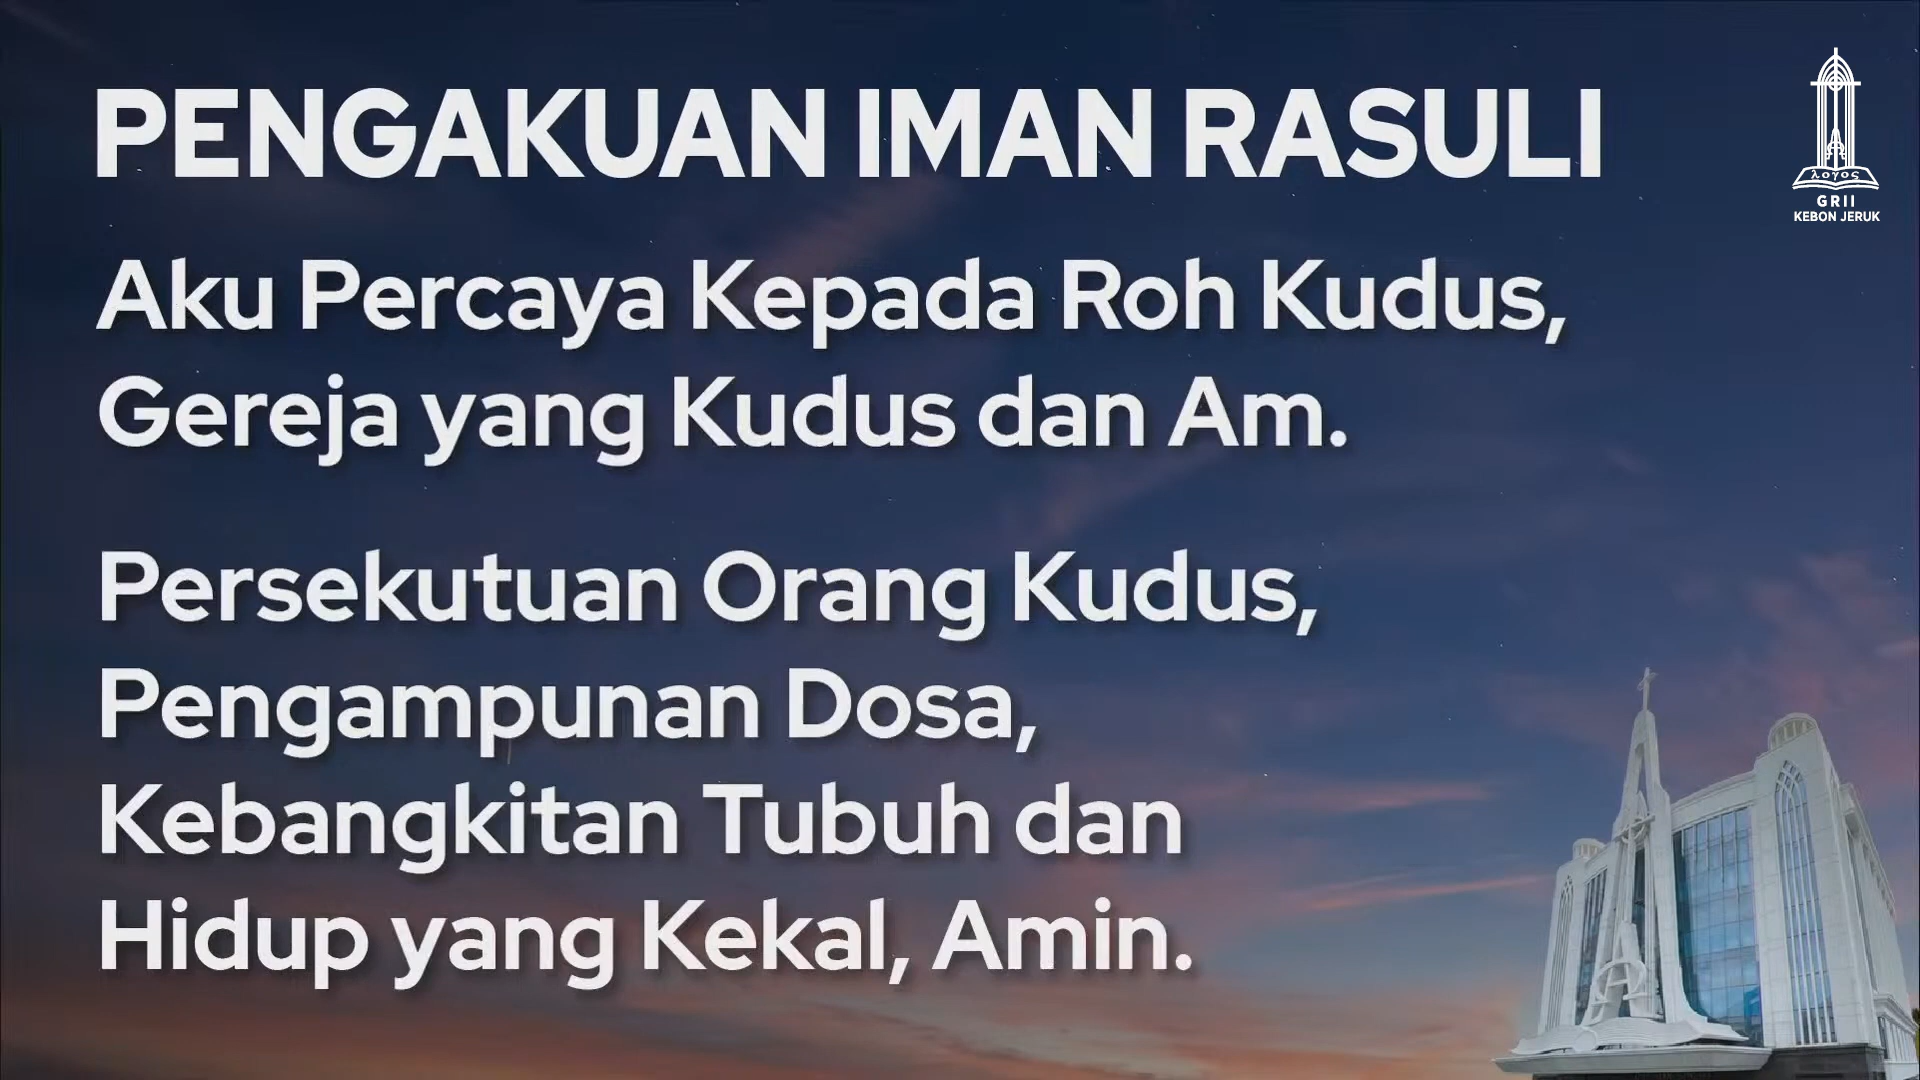 PENGAKUAN IMAN RASULI
Aku Percaya Kepada Roh Kudus,
Gereja yang Kudus dan Am.
Persekutuan Orang Kudus,
Pengampunan Dosa,
Kebangkitan Tubuh dan
Hidup yang Kekal, Amin.
λογος
GRII
KEBON JERUK